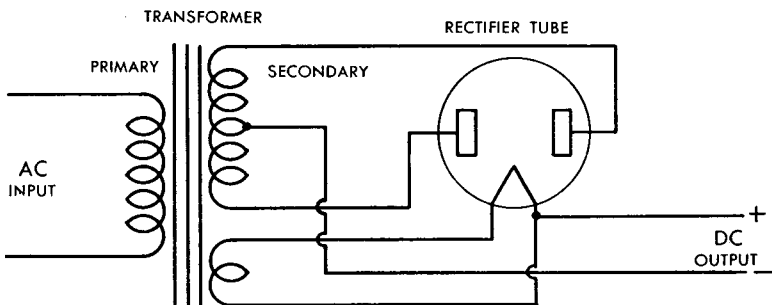 TRANSFORMER
RECTIFIER TUBE
PRIMARY
SECONDARY
AC
INPUT
+
DC
OUTPUT
−